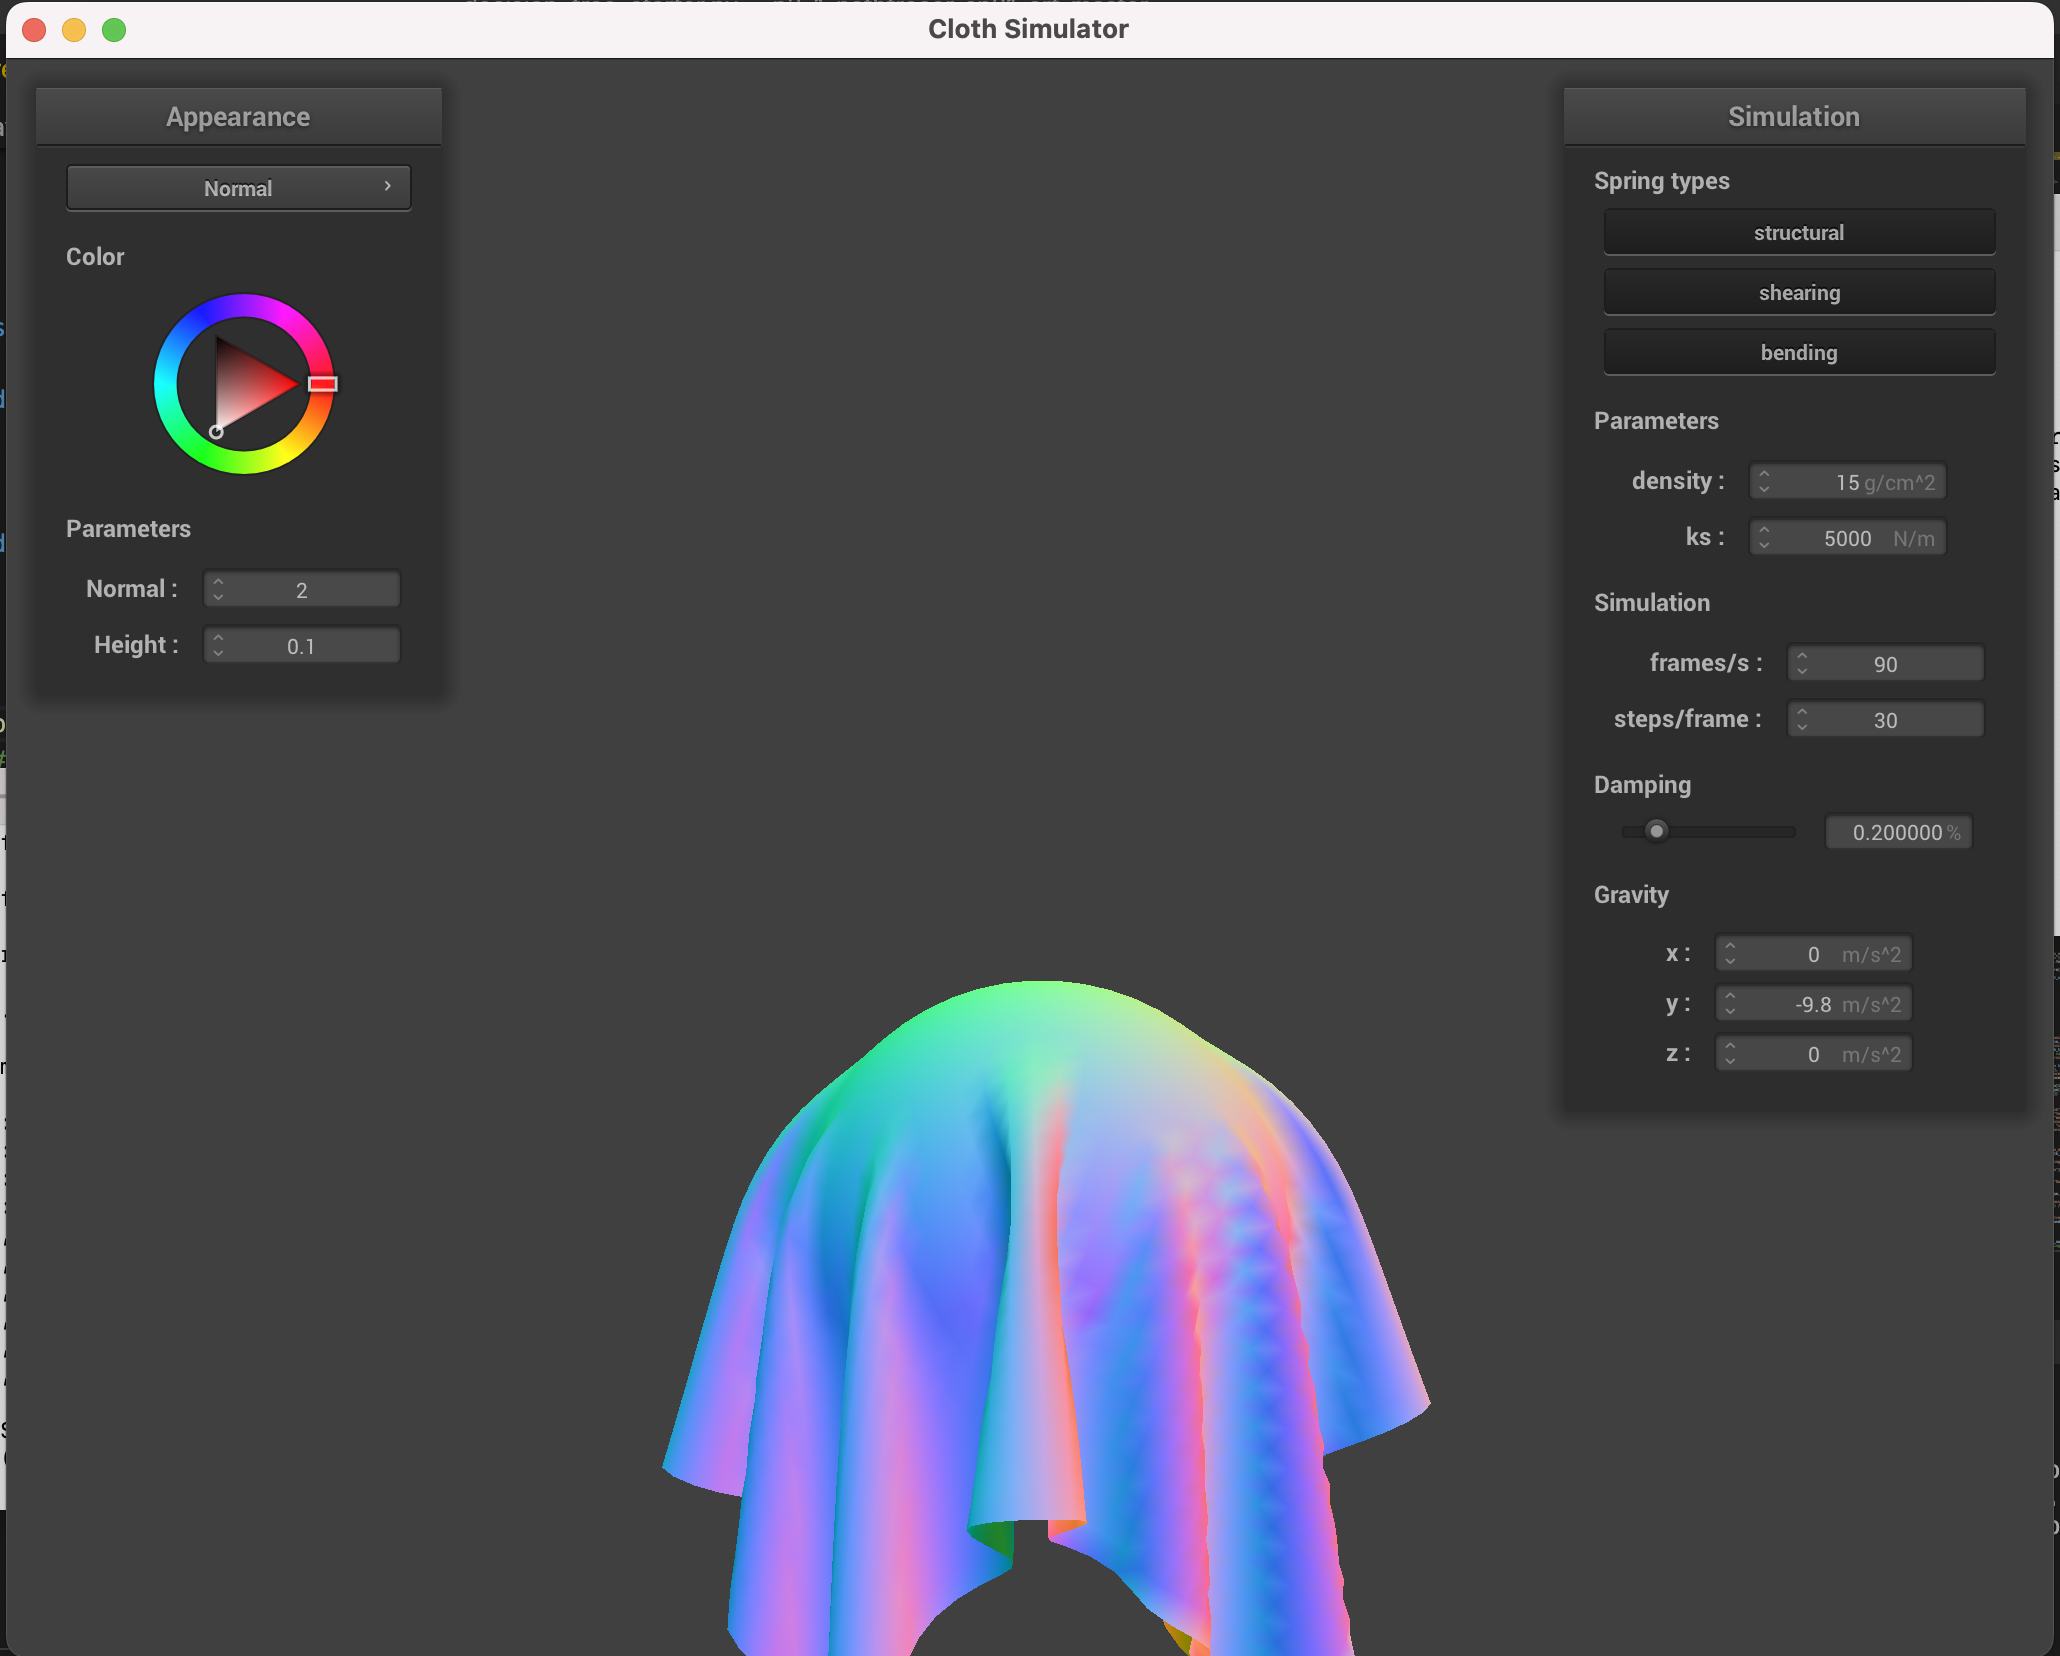 Cloth Simulator
Appearance
Normal
Color
Parameters
Normal : 2
Height : 0.1
Simulation
Spring types
structural
shearing
bending
Parameters
density : 15 g/cm^2
ks : 5000 N/m
Simulation
frames/s : 90
steps/frame : 30
Damping
0.200000 %
Gravity
x : 0 m/s^2
y : -9.8 m/s^2
z : 0 m/s^2